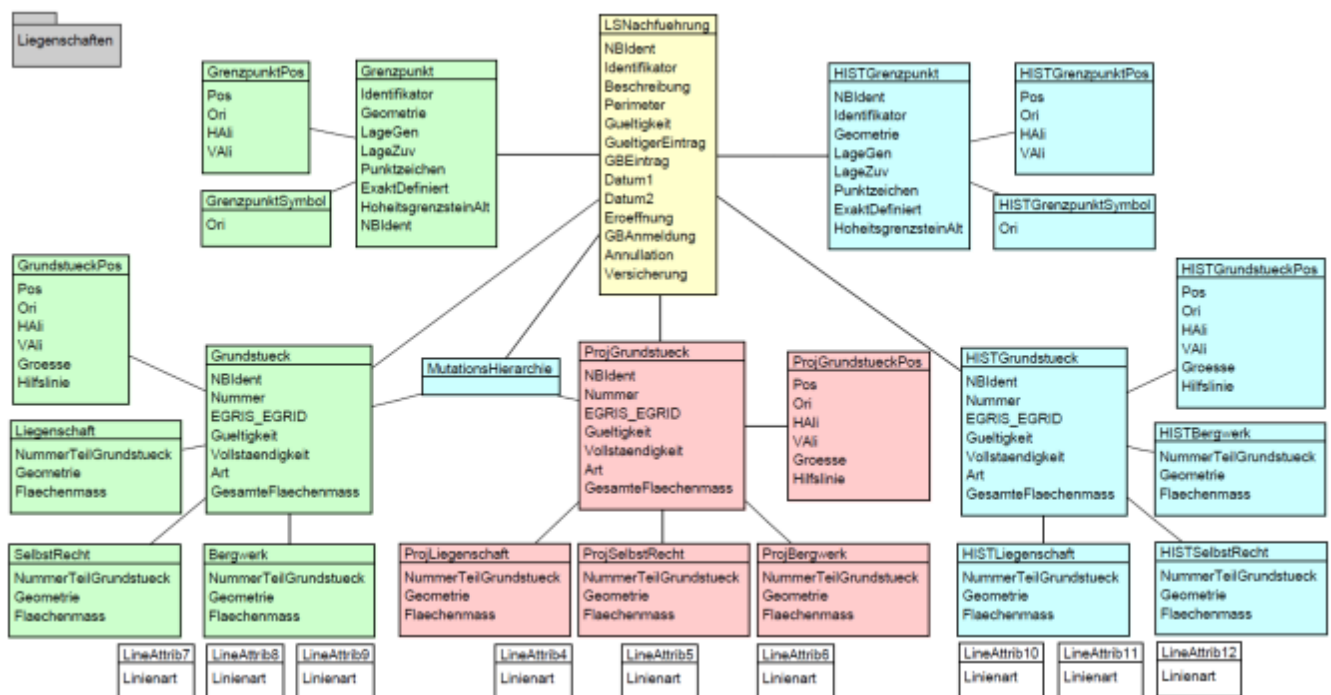 Liegenschaften
LSNachfuehrung
NBIdent
Identifikator
Beschreibung
Perimeter
Gueltigkeit
GueltigerEintrag
GBEintrag
Datum1
Datum2
Eroeffnung
GBAnmeldung
Annullation
Versicherung
GrenzpunktPos
Pos
Ori
HAli
VAli
Grenzpunkt
Identifikator
Geometrie
LageGen
LageZuv
Punktzeichen
ExaktDefiniert
HoheitsgrenzsteinAlt
NBIdent
GrenzpunktSymbol
Ori
HISTGrenzpunkt
NBIdent
Identifikator
Geometrie
LageGen
LageZuv
Punktzeichen
ExaktDefiniert
HoheitsgrenzsteinAlt
HISTGrenzpunktPos
Pos
Ori
HAli
VAli
HISTGrenzpunktSymbol
Ori
GrundstueckPos
Pos
Ori
HAli
VAli
Groesse
Hilfslinie
Grundstueck
NBIdent
Nummer
EGRIS_EGRID
Gueltigkeit
Vollstaendigkeit
Art
GesamteFlaechenmass
MutationsHierarchie
ProjGrundstueck
NBIdent
Nummer
EGRIS_EGRID
Gueltigkeit
Vollstaendigkeit
Art
GesamteFlaechenmass
ProjGrundstueckPos
Pos
Ori
HAli
VAli
Groesse
Hilfslinie
HISTGrundstueck
NBIdent
Nummer
EGRIS_EGRID
Gueltigkeit
Vollstaendigkeit
Art
GesamteFlaechenmass
HISTGrundstueckPos
Pos
Ori
HAli
VAli
Groesse
Hilfslinie
Liegenschaft
NummerTeilGrundstueck
Geometrie
Flaechenmass
HISTBergwerk
NummerTeilGrundstueck
Geometrie
Flaechenmass
SelbstRecht
NummerTeilGrundstueck
Geometrie
Flaechenmass
Bergwerk
NummerTeilGrundstueck
Geometrie
Flaechenmass
ProjLiegenschaft
NummerTeilGrundstueck
Geometrie
Flaechenmass
ProjSelbstRecht
NummerTeilGrundstueck
Geometrie
Flaechenmass
ProjBergwerk
NummerTeilGrundstueck
Geometrie
Flaechenmass
HISTLiegenschaft
NummerTeilGrundstueck
Geometrie
Flaechenmass
HISTSelbstRecht
NummerTeilGrundstueck
Geometrie
Flaechenmass
LineAttrib7
Linienart
LineAttrib8
Linienart
LineAttrib9
Linienart
LineAttrib4
Linienart
LineAttrib5
Linienart
LineAttrib6
Linienart
LineAttrib10
Linienart
LineAttrib11
Linienart
LineAttrib12
Linienart